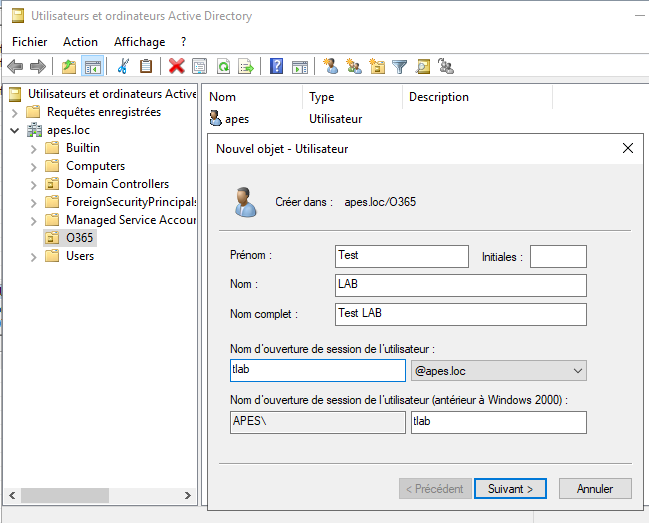 Utilisateurs et ordinateurs Active Directory
Fichier Action Affichage ?
Utilisateurs et ordinateurs Active
Requêtes enregistrées
apes.loc
Builtin
Computers
Domain Controllers
ForeignSecurityPrincipals
Managed Service Accour
O365
Users
Nom Type Description
apes Utilisateur
Nouvel objet - Utilisateur
Créer dans : apes.loc/O365
Prénom : Test Initiales :
Nom : LAB
Nom complet : Test LAB
Nom d'ouverture de session de l'utilisateur :
tlab @apes.loc
Nom d'ouverture de session de l'utilisateur (antérieur à Windows 2000) :
APES\ tlab
< Précédent Suivant > Annuler